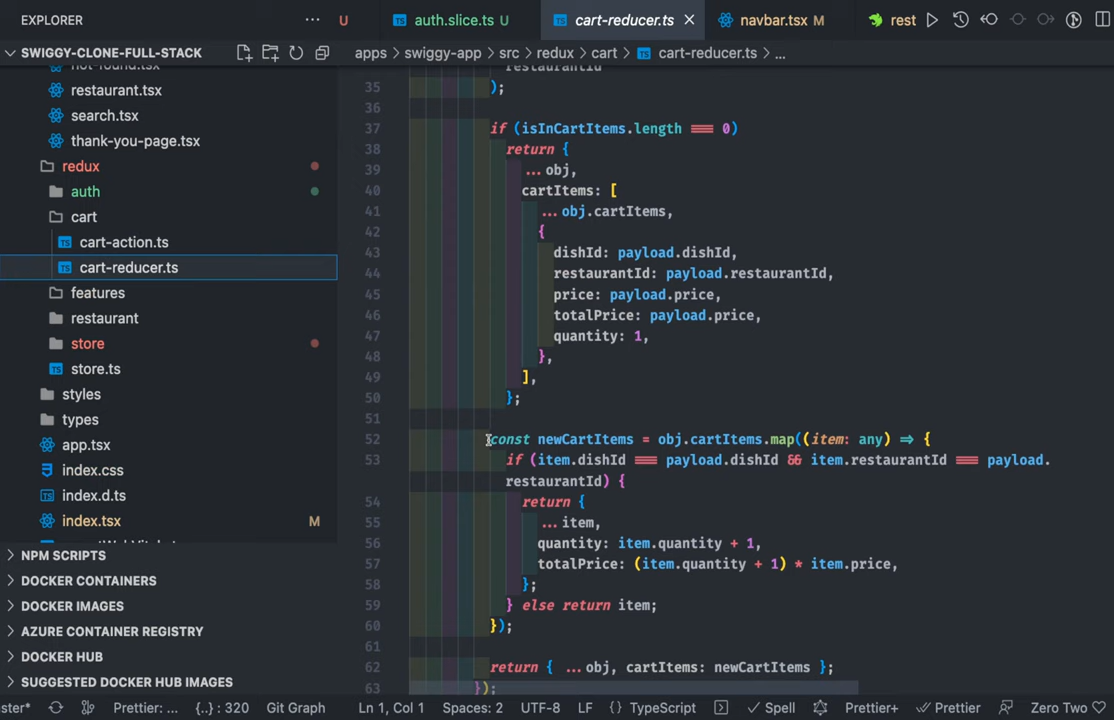 EXPLORER
U
auth.slice.ts U
cart-reducer.ts
navbar.tsx M
rest
SWIGGY-CLONE-FULL-STACK
apps > swiggy-app > src > redux > cart > cart-reducer.ts > ...
not-found.tsx
restaurant.tsx
search.tsx
thank-you-page.tsx
redux
auth
cart
cart-action.ts
cart-reducer.ts
features
restaurant
store
store.ts
styles
types
app.tsx
index.css
index.d.ts
index.tsx M
NPM SCRIPTS
DOCKER CONTAINERS
DOCKER IMAGES
AZURE CONTAINER REGISTRY
DOCKER HUB
SUGGESTED DOCKER HUB IMAGES
restaurantId
35 );
36
37 if (isInCartItems.length === 0)
38 return {
39 ...obj,
40 cartItems: [
41 ...obj.cartItems,
42 {
43 dishId: payload.dishId,
44 restaurantId: payload.restaurantId,
45 price: payload.price,
46 totalPrice: payload.price,
47 quantity: 1,
48 },
49 ],
50 };
51
52 const newCartItems = obj.cartItems.map((item: any) => {
53 if (item.dishId === payload.dishId && item.restaurantId === payload.
restaurantId) {
54 return {
55 ...item,
56 quantity: item.quantity + 1,
57 totalPrice: (item.quantity + 1) * item.price,
58 };
59 } else return item;
60 });
61
62 return { ...obj, cartItems: newCartItems };
63 });
ster* Prettier: ... {..} : 320 Git Graph Ln 1, Col 1 Spaces: 2 UTF-8 LF {} TypeScript Spell Prettier+ Prettier Zero Two